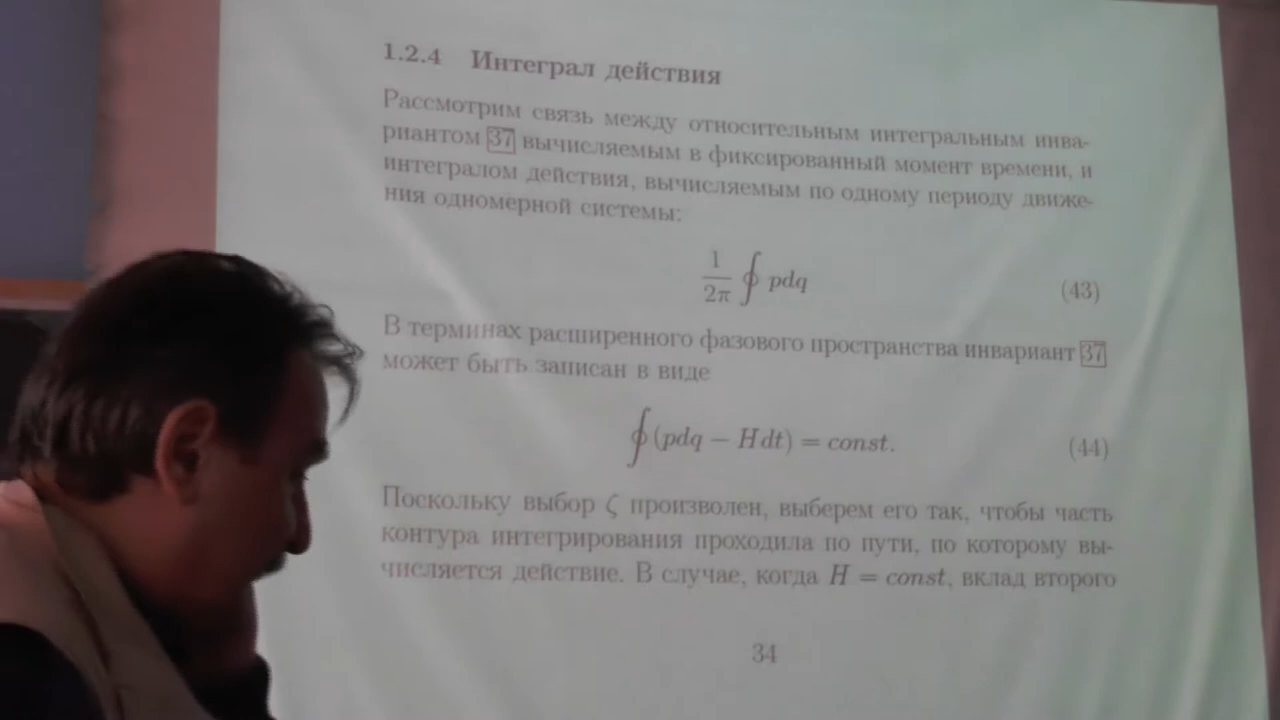 1.2.4 Интеграл действия
Рассмотрим связь между относительным интегральным инва-
риантом 37 вычисляемым в фиксированный момент времени, и
интегралом действия, вычисляемым по одному периоду движе-
ния одномерной системы:
1/2π ∮ pdq (43)
В терминах расширенного фазового пространства инвариант 37
может быть записан в виде
∮(pdq − Hdt) = const. (44)
Поскольку выбор ζ произволен, выберем его так, чтобы часть
контура интегрирования проходила по пути, по которому вы-
числяется действие. В случае, когда H = const, вклад второго
34